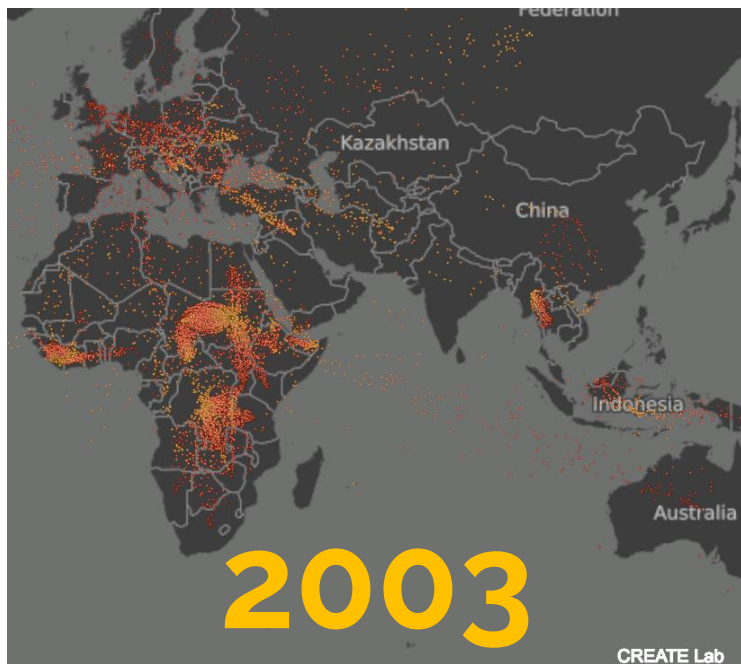 Federation
Kazakhstan
China
Indonesia
Australia
2003
CREATE Lab